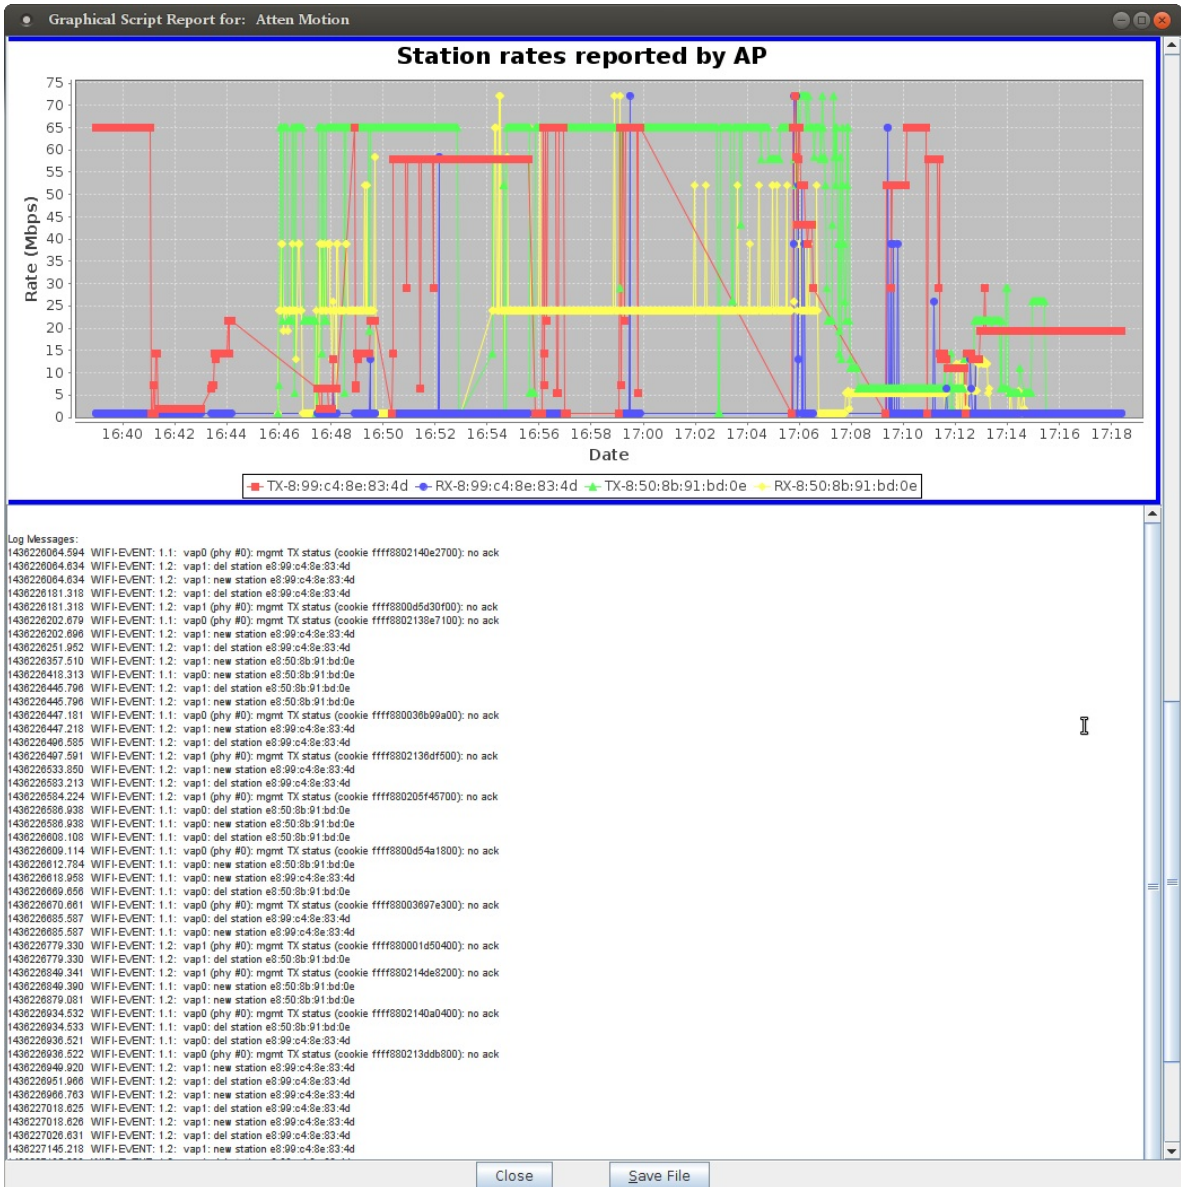 Graphical Script Report for: Atten Motion
Station rates reported by AP
75
70
65
60
55
50
45
40
35
30
25
20
15
10
5
0
Rate (Mbps)
16:40 16:42 16:44 16:46 16:48 16:50 16:52 16:54 16:56 16:58 17:00 17:02 17:04 17:06 17:08 17:10 17:12 17:14 17:16 17:18
Date
TX-8:99:c4:8e:83:4d RX-8:99:c4:8e:83:4d TX-8:50:8b:91:bd:0e RX-8:50:8b:91:bd:0e
Log Messages:
1436226064.594 WIFI-EVENT: 1.1: vap0 (phy #0): mgmt TX status (cookie ffff8802140e2700): no ack
1436226064.634 WIFI-EVENT: 1.2: vap1: del station e8:99:c4:8e:83:4d
1436226064.634 WIFI-EVENT: 1.2: vap1: new station e8:99:c4:8e:83:4d
1436226181.318 WIFI-EVENT: 1.2: vap1: del station e8:99:c4:8e:83:4d
1436226181.318 WIFI-EVENT: 1.2: vap1 (phy #0): mgmt TX status (cookie ffff8800d5d30f00): no ack
1436226202.679 WIFI-EVENT: 1.1: vap0 (phy #0): mgmt TX status (cookie ffff8802138e7100): no ack
1436226202.696 WIFI-EVENT: 1.2: vap1: new station e8:99:c4:8e:83:4d
1436226251.952 WIFI-EVENT: 1.2: vap1: del station e8:99:c4:8e:83:4d
1436226357.510 WIFI-EVENT: 1.2: vap1: new station e8:50:8b:91:bd:0e
1436226418.313 WIFI-EVENT: 1.1: vap0: new station e8:50:8b:91:bd:0e
1436226445.796 WIFI-EVENT: 1.2: vap1: del station e8:50:8b:91:bd:0e
1436226445.796 WIFI-EVENT: 1.2: vap1: new station e8:50:8b:91:bd:0e
1436226447.181 WIFI-EVENT: 1.1: vap0 (phy #0): mgmt TX status (cookie ffff880036b99a00): no ack
1436226447.218 WIFI-EVENT: 1.2: vap1: new station e8:99:c4:8e:83:4d
1436226496.585 WIFI-EVENT: 1.2: vap1: del station e8:99:c4:8e:83:4d
1436226497.591 WIFI-EVENT: 1.2: vap1 (phy #0): mgmt TX status (cookie ffff8802136df500): no ack
1436226533.850 WIFI-EVENT: 1.2: vap1: new station e8:99:c4:8e:83:4d
1436226583.213 WIFI-EVENT: 1.2: vap1: del station e8:99:c4:8e:83:4d
1436226584.224 WIFI-EVENT: 1.2: vap1 (phy #0): mgmt TX status (cookie ffff880205f45700): no ack
1436226586.938 WIFI-EVENT: 1.1: vap0: del station e8:50:8b:91:bd:0e
1436226586.938 WIFI-EVENT: 1.1: vap0: new station e8:50:8b:91:bd:0e
1436226608.108 WIFI-EVENT: 1.1: vap0: del station e8:50:8b:91:bd:0e
1436226609.114 WIFI-EVENT: 1.1: vap0 (phy #0): mgmt TX status (cookie ffff8800d54a1800): no ack
1436226612.784 WIFI-EVENT: 1.1: vap0: new station e8:50:8b:91:bd:0e
1436226618.958 WIFI-EVENT: 1.1: vap0: new station e8:99:c4:8e:83:4d
1436226669.656 WIFI-EVENT: 1.1: vap0: del station e8:50:8b:91:bd:0e
1436226670.661 WIFI-EVENT: 1.1: vap0 (phy #0): mgmt TX status (cookie ffff88003697e300): no ack
1436226685.587 WIFI-EVENT: 1.1: vap0: del station e8:99:c4:8e:83:4d
1436226685.587 WIFI-EVENT: 1.1: vap0: new station e8:99:c4:8e:83:4d
1436226779.330 WIFI-EVENT: 1.2: vap1 (phy #0): mgmt TX status (cookie ffff880001d50400): no ack
1436226779.330 WIFI-EVENT: 1.2: vap1: del station e8:50:8b:91:bd:0e
1436226849.341 WIFI-EVENT: 1.2: vap1 (phy #0): mgmt TX status (cookie ffff880214de8200): no ack
1436226849.390 WIFI-EVENT: 1.1: vap0: new station e8:50:8b:91:bd:0e
1436226879.081 WIFI-EVENT: 1.2: vap1: new station e8:50:8b:91:bd:0e
1436226934.532 WIFI-EVENT: 1.1: vap0 (phy #0): mgmt TX status (cookie ffff8802140a0400): no ack
1436226934.533 WIFI-EVENT: 1.1: vap0: del station e8:50:8b:91:bd:0e
1436226936.521 WIFI-EVENT: 1.1: vap0: del station e8:99:c4:8e:83:4d
1436226936.522 WIFI-EVENT: 1.1: vap0 (phy #0): mgmt TX status (cookie ffff880213ddb800): no ack
1436226949.920 WIFI-EVENT: 1.2: vap1: new station e8:99:c4:8e:83:4d
1436226951.966 WIFI-EVENT: 1.2: vap1: del station e8:99:c4:8e:83:4d
1436226966.763 WIFI-EVENT: 1.2: vap1: new station e8:99:c4:8e:83:4d
1436227018.625 WIFI-EVENT: 1.2: vap1: del station e8:99:c4:8e:83:4d
1436227018.626 WIFI-EVENT: 1.2: vap1: new station e8:99:c4:8e:83:4d
1436227026.631 WIFI-EVENT: 1.2: vap1: del station e8:99:c4:8e:83:4d
1436227145.218 WIFI-EVENT: 1.2: vap1: new station e8:99:c4:8e:83:4d
Close Save File